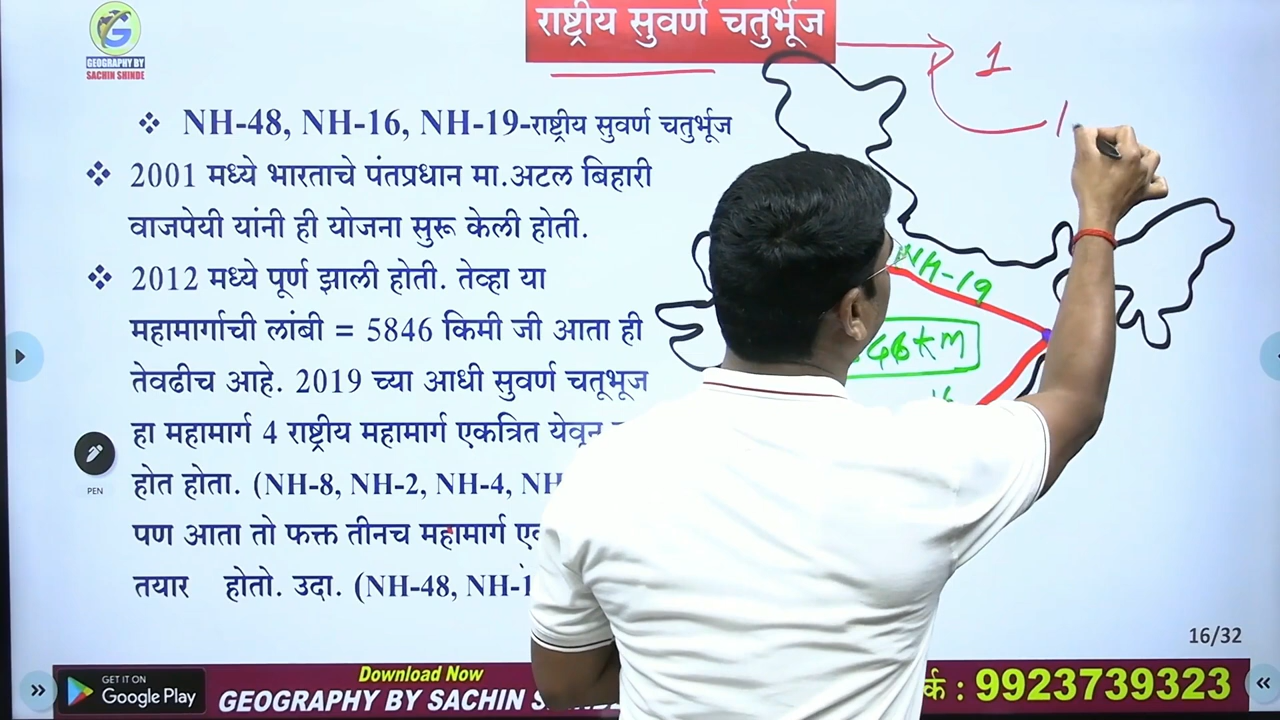 राष्ट्रीय सुवर्ण चतुर्भूज
1
G
GEOGRAPHY BY
SACHIN SHINDE
❖ NH-48, NH-16, NH-19-राष्ट्रीय सुवर्ण चतुर्भूज
❖ 2001 मध्ये भारताचे पंतप्रधान मा.अटल बिहारी
वाजपेयी यांनी ही योजना सुरू केली होती.
❖ 2012 मध्ये पूर्ण झाली होती. तेव्हा या
महामार्गाची लांबी = 5846 किमी जी आता ही
तेवढीच आहे. 2019 च्या आधी सुवर्ण चतूभूज
हा महामार्ग 4 राष्ट्रीय महामार्ग एकत्रित येवून
होत होता. (NH-8, NH-2, NH-4, NH
पण आता तो फक्त तीनच महामार्ग
तयार होतो. उदा. (NH-48, NH-1
NH-19
46 KM
PEN
16/32
GET IT ON
Google Play
Download Now
GEOGRAPHY BY SACHIN S
र्क : 9923739323